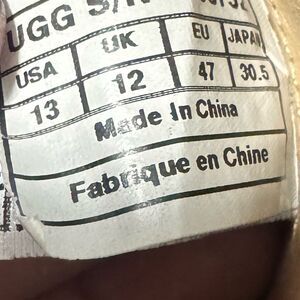 UGG S/N
USA UK EU JAPAN
13 12 47 30.5
Made In China
Fabrique en Chine